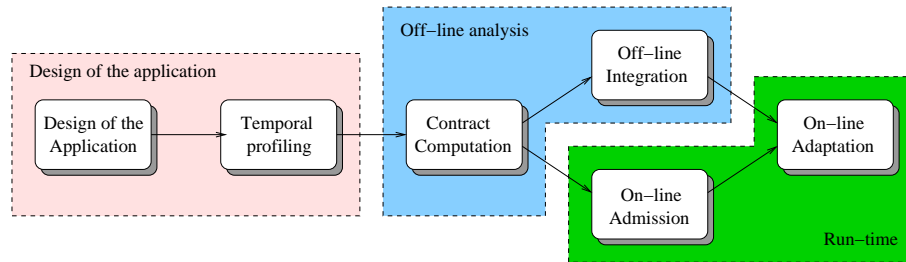 Design of the application
Design of the
Application
Temporal
profiling
Off−line analysis
Contract
Computation
Off−line
Integration
On−line
Admission
On−line
Adaptation
Run−time